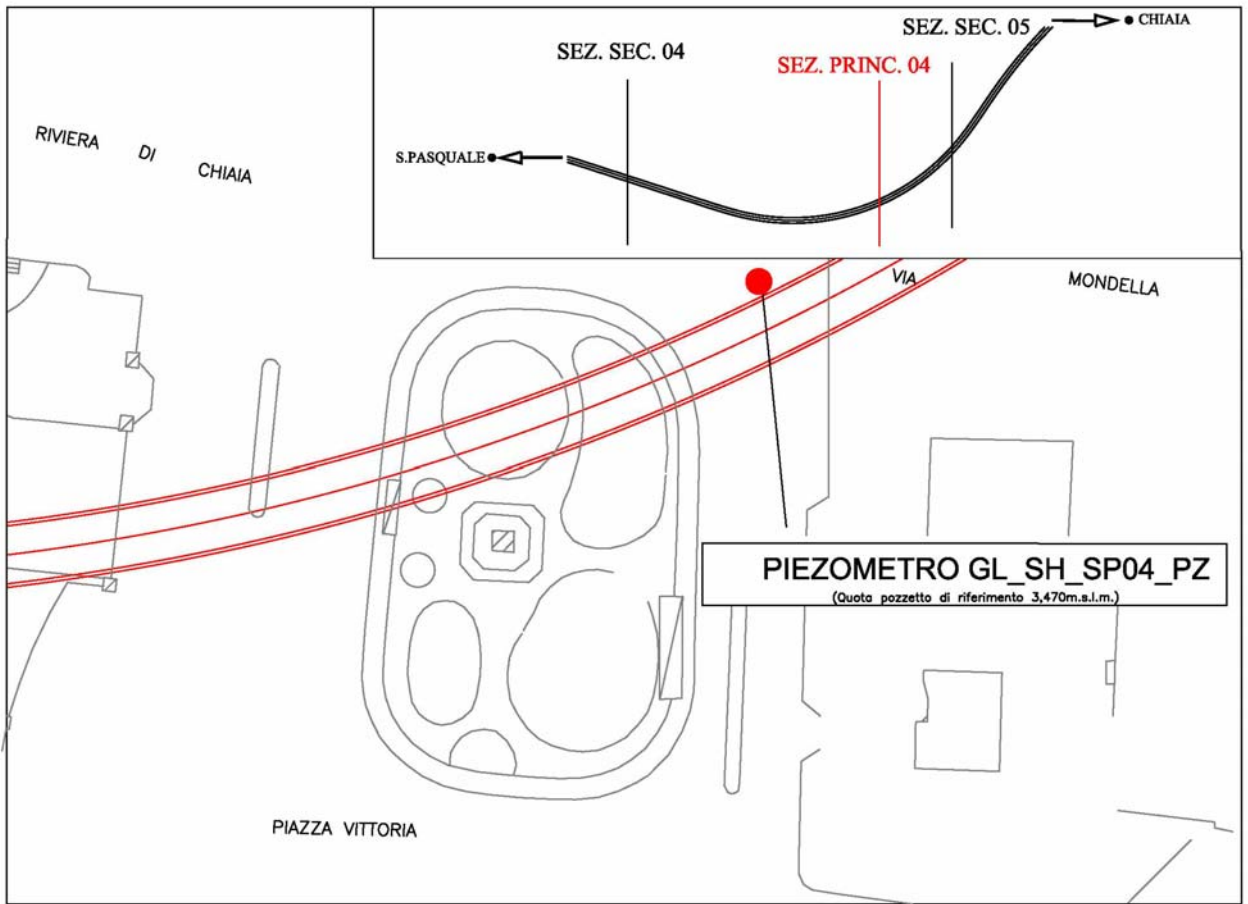 SEZ. SEC. 04
SEZ. SEC. 05
CHIAIA
SEZ. PRINC. 04
S.PASQUALE
RIVIERA DI CHIAIA
VIA MONDELLA
PIEZOMETRO GL_SH_SP04_PZ
(Quota pozzetto di riferimento 3,470m.s.l.m.)
PIAZZA VITTORIA